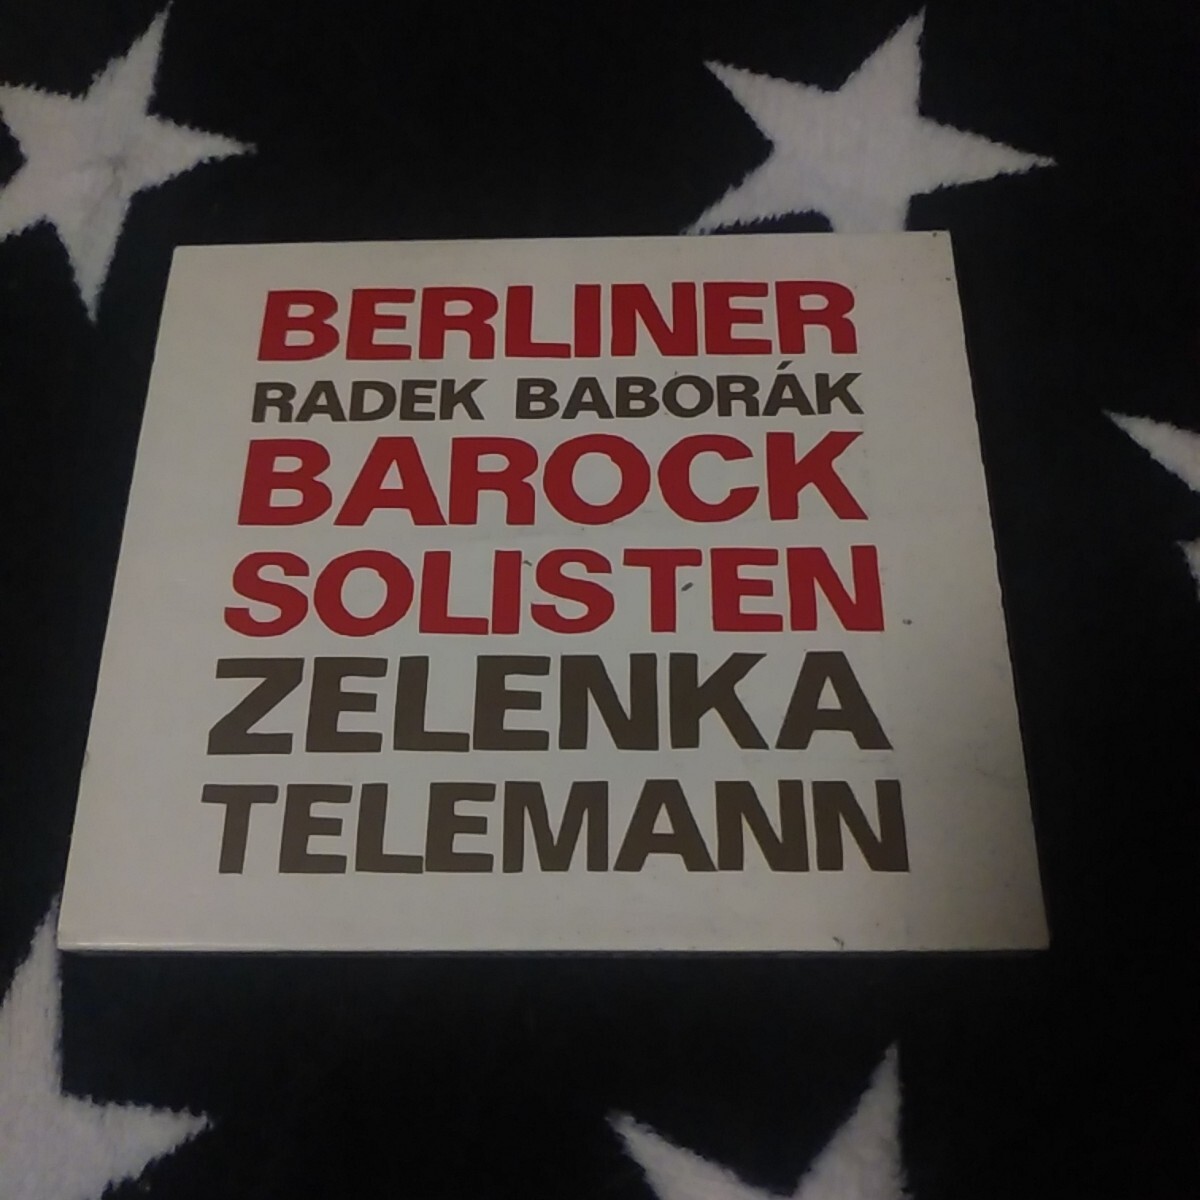 BERLINER
RADEK BABORÁK
BAROCK
SOLISTEN
ZELENKA
TELEMANN